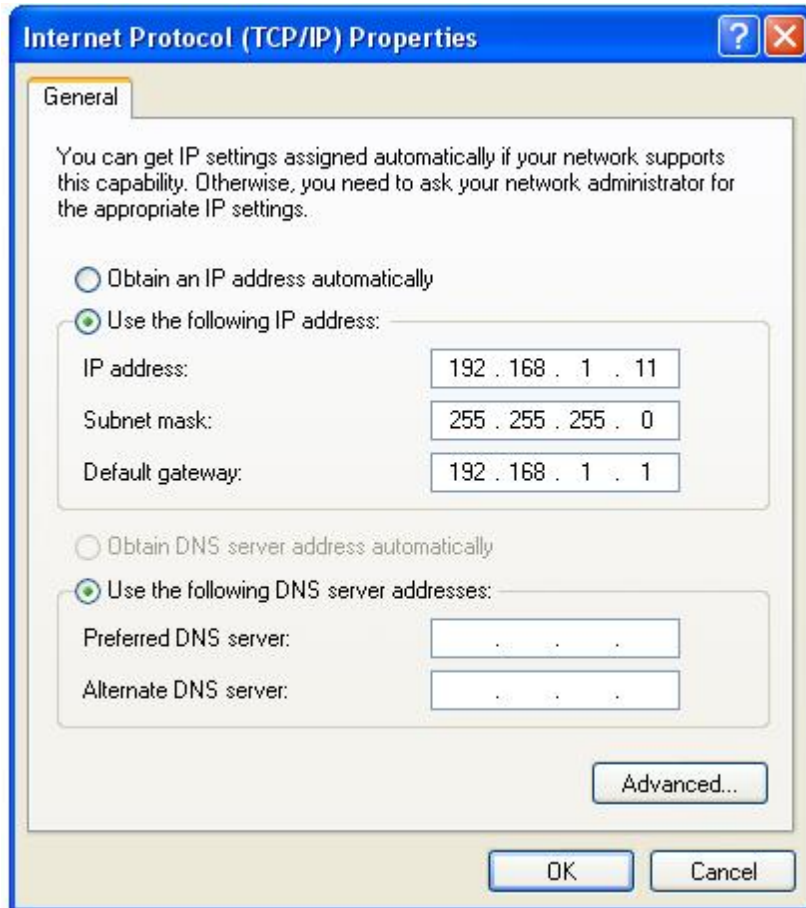 Internet Protocol (TCP/IP) Properties
General
You can get IP settings assigned automatically if your network supports
this capability. Otherwise, you need to ask your network administrator for
the appropriate IP settings.
Obtain an IP address automatically
Use the following IP address:
IP address: 192 . 168 . 1 . 11
Subnet mask: 255 . 255 . 255 . 0
Default gateway: 192 . 168 . 1 . 1
Obtain DNS server address automatically
Use the following DNS server addresses:
Preferred DNS server: . . .
Alternate DNS server: . . .
Advanced...
OK Cancel